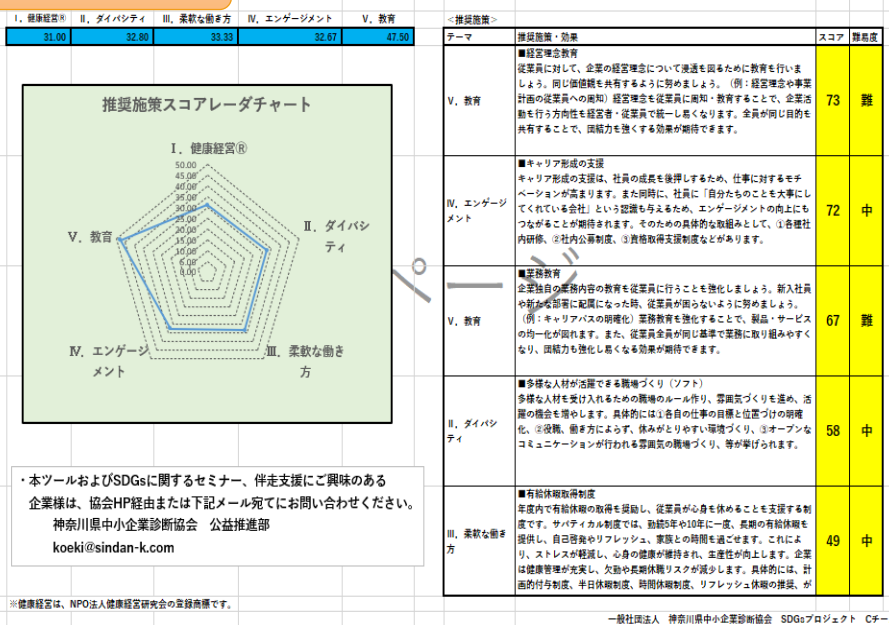 Ⅰ．健康経営Ⓡ Ⅱ．ダイバシティ Ⅲ．柔軟な働き方 Ⅳ．エンゲージメント Ⅴ．教育
31.00 32.80 33.33 32.67 47.50
推奨施策スコアレーダチャート
Ⅰ．健康経営Ⓡ
50.00
45.00
40.00
35.00
30.00
25.00
20.00
15.00
10.00
5.00
0.00
Ⅱ．ダイバシ
ティ
Ⅲ．柔軟な働き
方
Ⅳ．エンゲージ
メント
Ⅴ．教育
・本ツールおよびSDGsに関するセミナー、伴走支援にご興味のある
企業様は、協会HP経由または下記メール宛てにお問い合わせください。
神奈川県中小企業診断協会　公益推進部
koeki@sindan-k.com
※健康経営は、NPO法人健康経営研究会の登録商標です。
＜推奨施策＞
テーマ 推奨施策・効果 スコア 難易度
Ⅴ．教育
■経営理念教育
従業員に対して、企業の経営理念について浸透を図るために教育を行いま
しょう。同じ価値観を共有するように努めましょう。（例：経営理念や事業
計画の従業員への周知）経営理念を従業員に周知・教育することで、企業活
動を行う方向性を経営者・従業員で統一し易くなります。全員が同じ目的を
共有することで、団結力を強くする効果が期待できます。
73 難
Ⅳ．エンゲージ
メント
■キャリア形成の支援
キャリア形成の支援は、社員の成長を後押しするため、仕事に対するモチ
ベーションが高まります。また同時に、社員に「自分たちのことも大事にし
てくれている会社」という認識も与えるため、エンゲージメントの向上にも
つながることが期待されます。そのための具体的な取組みとして、①各種社
内研修、②社内公募制度、③資格取得支援制度などがあります。
72 中
Ⅴ．教育
■業務教育
企業独自の業務内容の教育も従業員に行うことも強化しましょう。新入社員
や新たな部署に配属になった時、従業員が困らないように努めましょう。
（例：キャリアパスの明確化）業務教育を強化することで、製品・サービス
の均一化が図れます。また、従業員全員が同じ基準で業務に取り組みやすく
なり、団結力も強化し易くなる効果が期待できます。
67 難
Ⅱ．ダイバシ
ティ
■多様な人材が活躍できる職場づくり（ソフト）
多様な人材を受け入れるための職場のルール作り、雰囲気づくりを進め、活
躍の機会を増やします。具体的には①各自の仕事の目標と位置づけの明確
化、②役職、働き方によらず、休みがとりやすい環境づくり、③オープンな
コミュニケーションが行われる雰囲気の職場づくり、等が挙げられます。
58 中
Ⅲ．柔軟な働き
方
■有給休暇取得制度
年度内で有給休暇の取得を奨励し、従業員が心身を休めることも支援する制
度です。サバティカル制度では、勤続5年や10年に一度、長期の有給休暇を
提供し、自己啓発やリフレッシュ、家族との時間を過ごせます。これによ
り、ストレスが軽減し、心身の健康が維持され、生産性が向上します。企業
は健康管理が充実し、欠勤や長期休職リスクが減少します。具体的には、計
画的付与制度、半日休暇制度、時間休暇制度、リフレッシュ休暇の推奨、が
49 中
ページ
一般社団法人　神奈川県中小企業診断協会　SDGsプロジェクト　Cチー